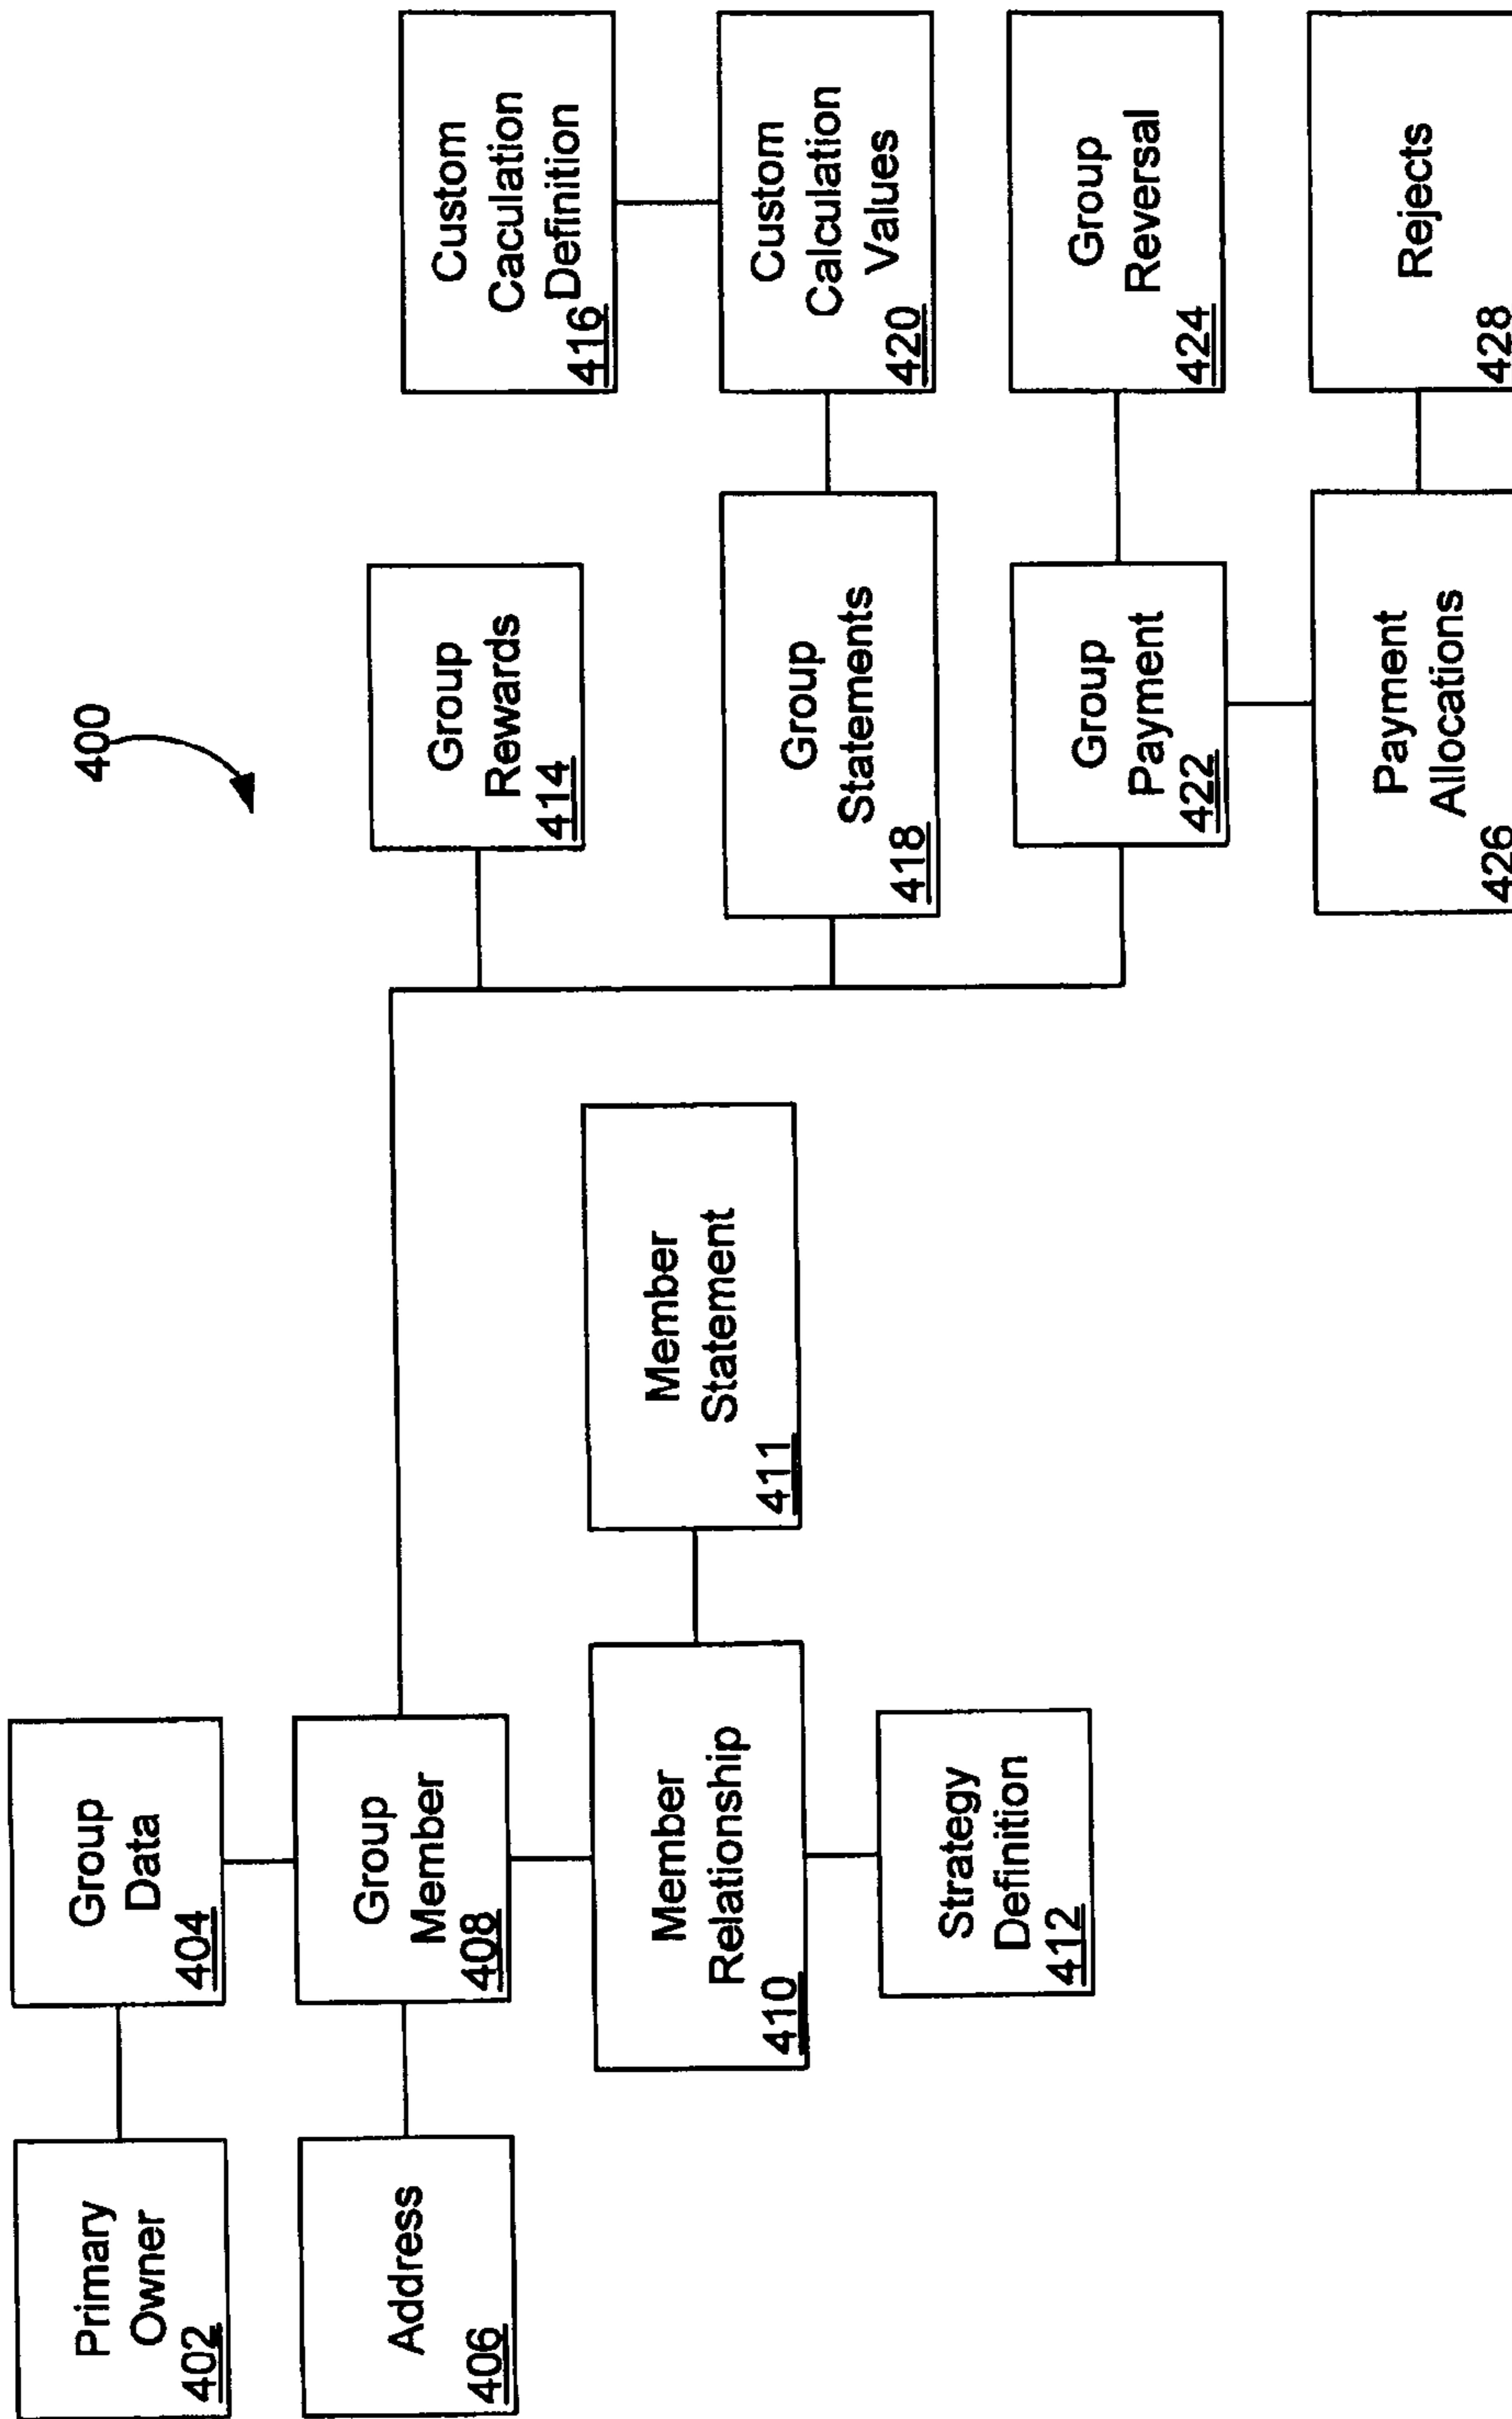 400
Primary
Owner
402
Group
Data
404
Address
406
Group
Member
408
Member
Relationship
410
Member
Statement
411
Strategy
Definition
412
Group
Rewards
414
Custom
Caculation
Definition
416
Group
Statements
418
Custom
Calculation
Values
420
Group
Payment
422
Group
Reversal
424
Payment
Allocations
426
Rejects
428